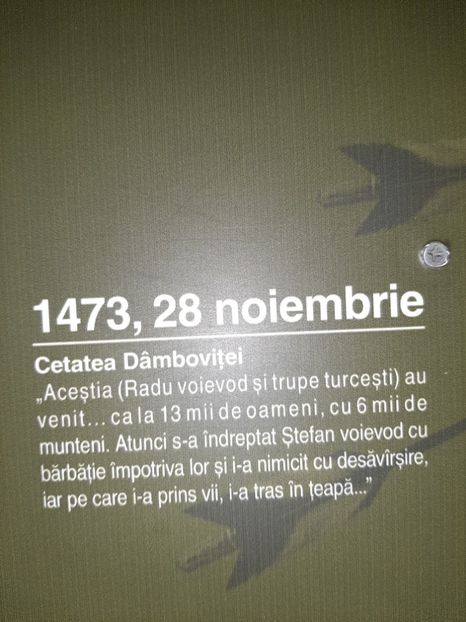 1473, 28 noiembrie
Cetatea Dâmboviței
„Aceștia (Radu voievod și trupe turcești) au
venit... ca la 13 mii de oameni, cu 6 mii de
munteni. Atunci s-a îndreptat Ștefan voievod cu
bărbăție împotriva lor și i-a nimicit cu desăvîrșire,
iar pe care i-a prins vii, i-a tras în țeapă...”